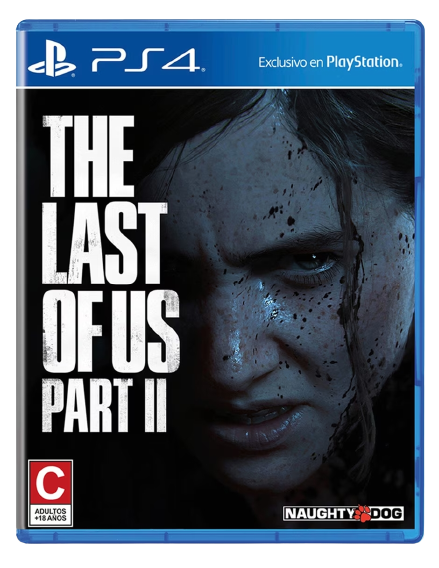 PS4
Exclusivo en PlayStation.
THE
LAST
OF US
PART II
C
ADULTOS
+18 AÑOS
NAUGHTY DOG